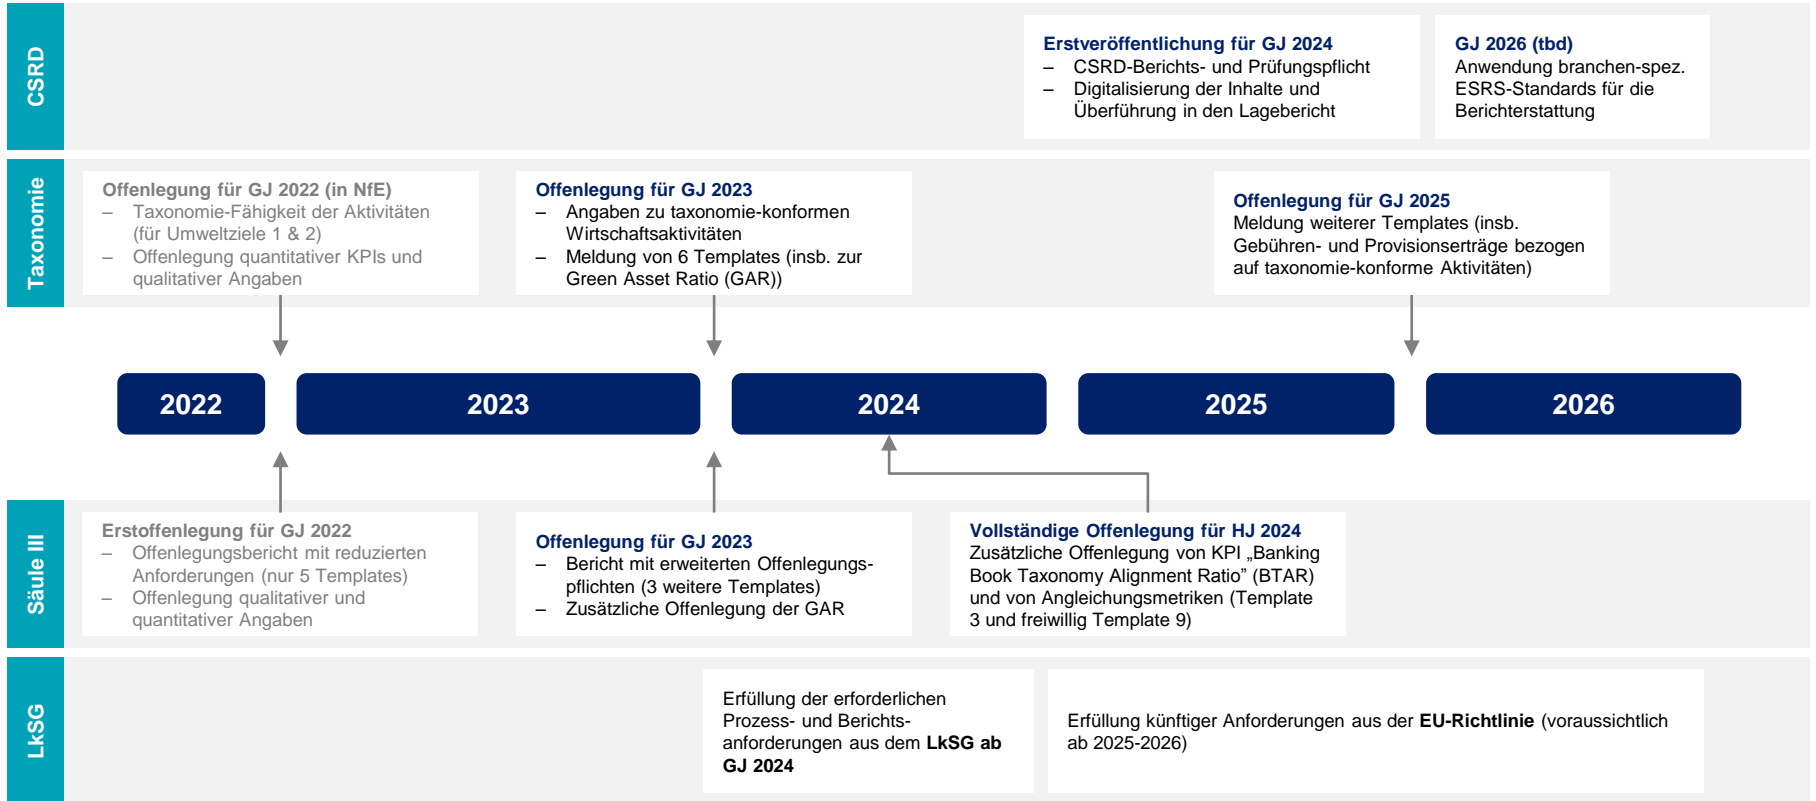 CSRD
Erstveröffentlichung für GJ 2024
– CSRD-Berichts- und Prüfungspflicht
– Digitalisierung der Inhalte und
Überführung in den Lagebericht
GJ 2026 (tbd)
Anwendung branchen-spez.
ESRS-Standards für die
Berichterstattung
Taxonomie
Offenlegung für GJ 2022 (in NfE)
– Taxonomie-Fähigkeit der Aktivitäten
(für Umweltziele 1 & 2)
– Offenlegung quantitativer KPIs und
qualitativer Angaben
Offenlegung für GJ 2023
– Angaben zu taxonomie-konformen
Wirtschaftsaktivitäten
– Meldung von 6 Templates (insb. zur
Green Asset Ratio (GAR))
Offenlegung für GJ 2025
Meldung weiterer Templates (insb.
Gebühren- und Provisionserträge bezogen
auf taxonomie-konforme Aktivitäten)
2022
2023
2024
2025
2026
Säule III
Erstoffenlegung für GJ 2022
– Offenlegungsbericht mit reduzierten
Anforderungen (nur 5 Templates)
– Offenlegung qualitativer und
quantitativer Angaben
Offenlegung für GJ 2023
– Bericht mit erweiterten Offenlegungs-
pflichten (3 weitere Templates)
– Zusätzliche Offenlegung der GAR
Vollständige Offenlegung für HJ 2024
Zusätzliche Offenlegung von KPI „Banking
Book Taxonomy Alignment Ratio” (BTAR)
und von Angleichungsmetriken (Template
3 und freiwillig Template 9)
LkSG
Erfüllung der erforderlichen
Prozess- und Berichts-
anforderungen aus dem LkSG ab
GJ 2024
Erfüllung künftiger Anforderungen aus der EU-Richtlinie (voraussichtlich
ab 2025-2026)